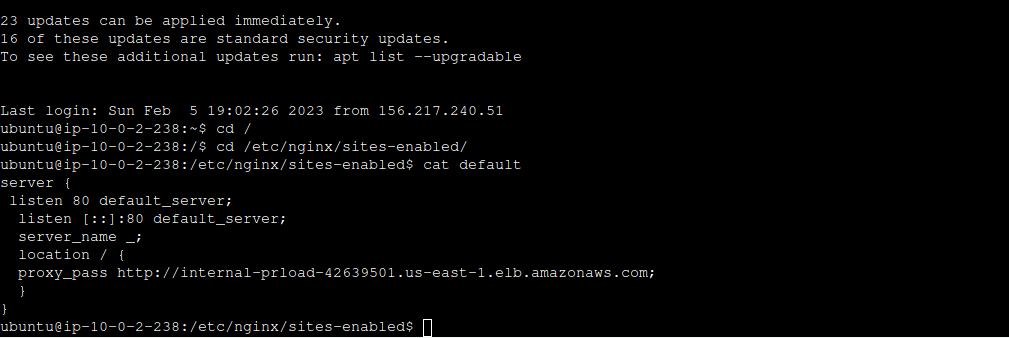 23 updates can be applied immediately.
16 of these updates are standard security updates.
To see these additional updates run: apt list --upgradable
Last login: Sun Feb  5 19:02:26 2023 from 156.217.240.51
ubuntu@ip-10-0-2-238:~$ cd /
ubuntu@ip-10-0-2-238:/$ cd /etc/nginx/sites-enabled/
ubuntu@ip-10-0-2-238:/etc/nginx/sites-enabled$ cat default
server {
 listen 80 default_server;
  listen [::]:80 default_server;
  server_name _;
  location / {
  proxy_pass http://internal-prload-42639501.us-east-1.elb.amazonaws.com;
  }
}
ubuntu@ip-10-0-2-238:/etc/nginx/sites-enabled$